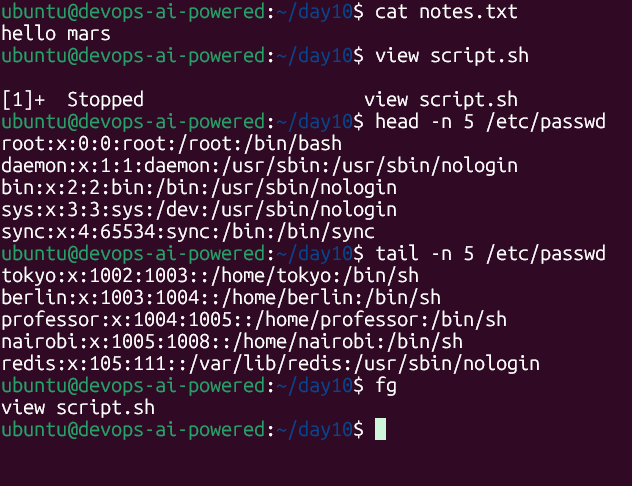 ubuntu@devops-ai-powered:~/day10$ cat notes.txt
hello mars
ubuntu@devops-ai-powered:~/day10$ view script.sh
[1]+  Stopped                 view script.sh
ubuntu@devops-ai-powered:~/day10$ head -n 5 /etc/passwd
root:x:0:0:root:/root:/bin/bash
daemon:x:1:1:daemon:/usr/sbin:/usr/sbin/nologin
bin:x:2:2:bin:/bin:/usr/sbin/nologin
sys:x:3:3:sys:/dev:/usr/sbin/nologin
sync:x:4:65534:sync:/bin:/bin/sync
ubuntu@devops-ai-powered:~/day10$ tail -n 5 /etc/passwd
tokyo:x:1002:1003::/home/tokyo:/bin/sh
berlin:x:1003:1004::/home/berlin:/bin/sh
professor:x:1004:1005::/home/professor:/bin/sh
nairobi:x:1005:1008::/home/nairobi:/bin/sh
redis:x:105:111::/var/lib/redis:/usr/sbin/nologin
ubuntu@devops-ai-powered:~/day10$ fg
view script.sh
ubuntu@devops-ai-powered:~/day10$